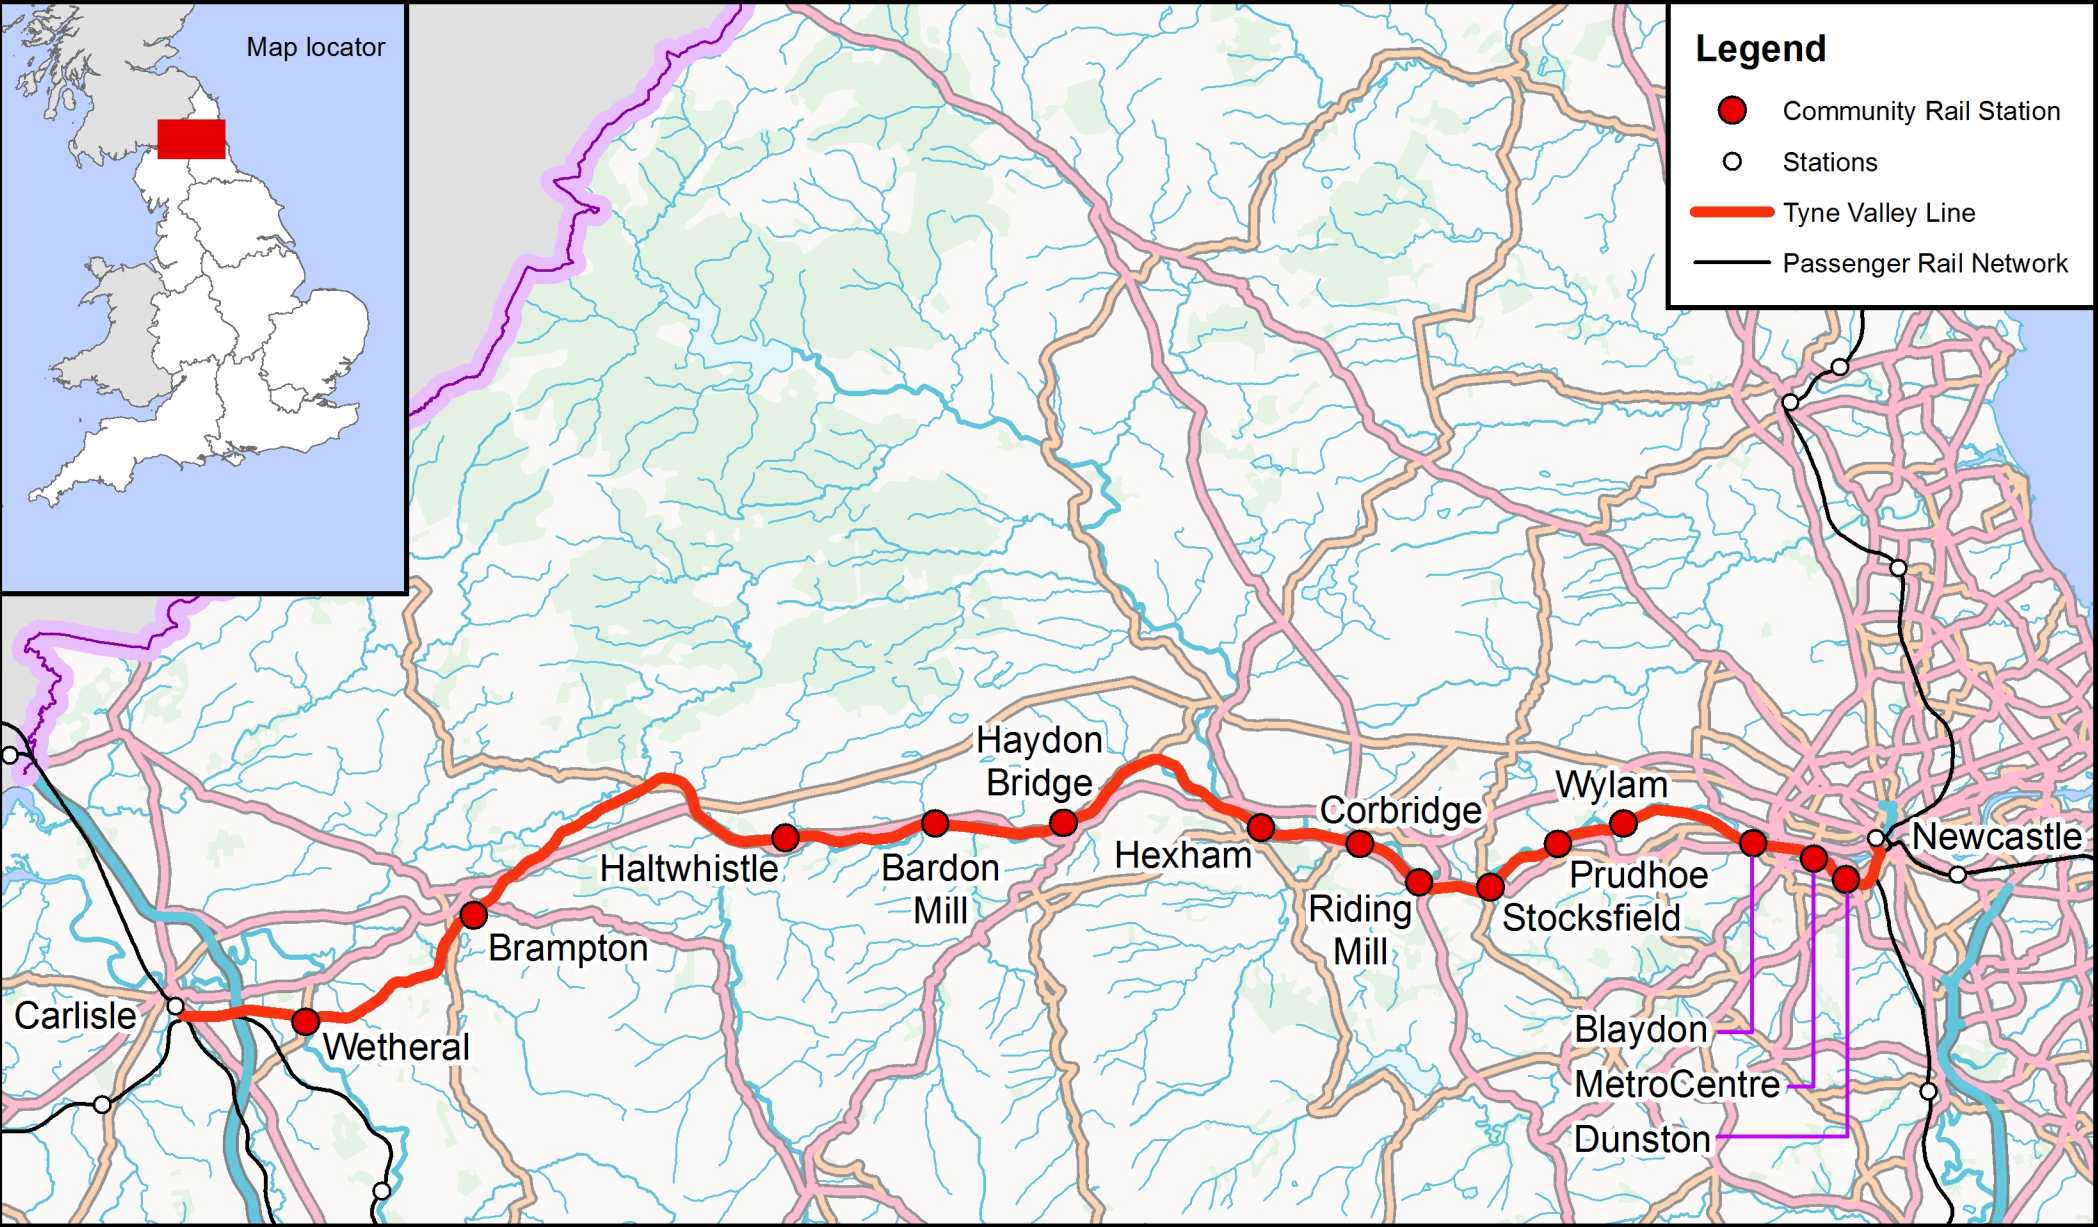 Map locator
Legend
Community Rail Station
Stations
Tyne Valley Line
Passenger Rail Network
Haydon
Bridge
Wylam
Corbridge
Newcastle
Haltwhistle
Bardon
Mill
Hexham
Prudhoe
Riding
Mill
Stocksfield
Brampton
Carlisle
Wetheral
Blaydon
MetroCentre
Dunston